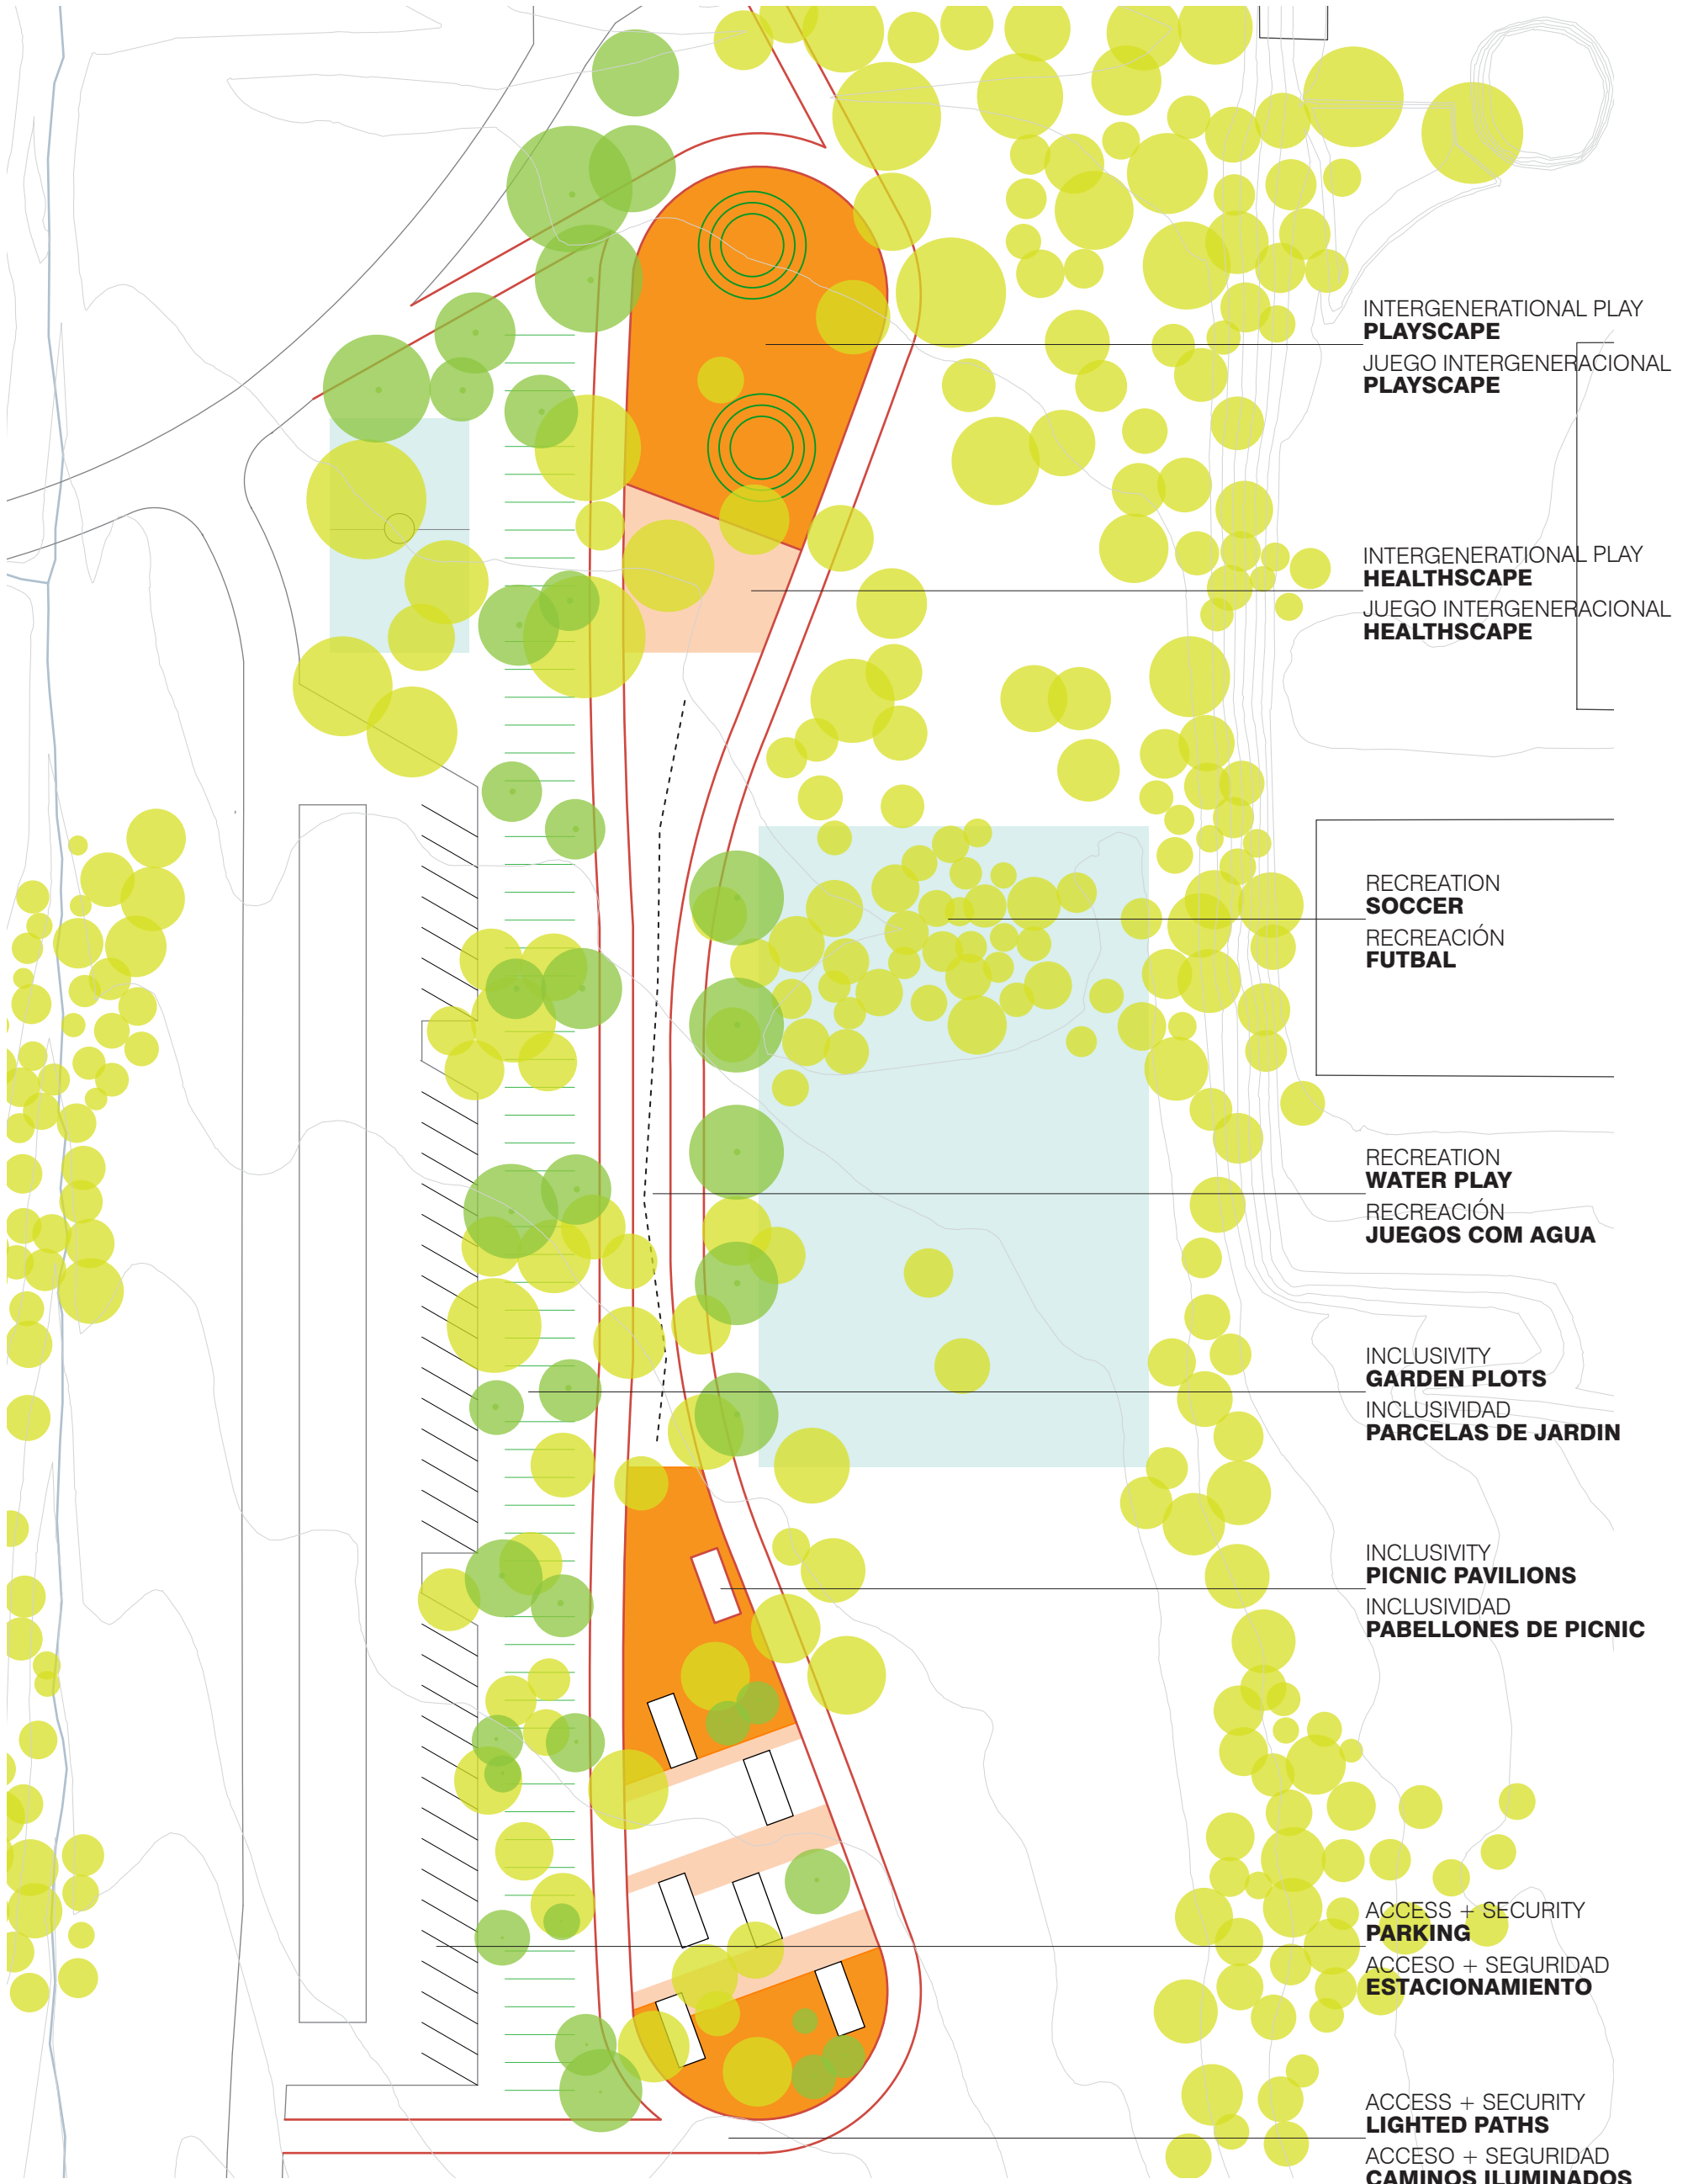 INTERGENERATIONAL PLAY
PLAYSCAPE
JUEGO INTERGENERACIONAL
PLAYSCAPE
INTERGENERATIONAL PLAY
HEALTHSCAPE
JUEGO INTERGENERACIONAL
HEALTHSCAPE
RECREATION
SOCCER
RECREACIÓN
FUTBAL
RECREATION
WATER PLAY
RECREACIÓN
JUEGOS COM AGUA
INCLUSIVITY
GARDEN PLOTS
INCLUSIVIDAD
PARCELAS DE JARDIN
INCLUSIVITY
PICNIC PAVILIONS
INCLUSIVIDAD
PABELLONES DE PICNIC
ACCESS + SECURITY
PARKING
ACCESO + SEGURIDAD
ESTACIONAMIENTO
ACCESS + SECURITY
LIGHTED PATHS
ACCESO + SEGURIDAD
CAMINOS ILUMINADOS